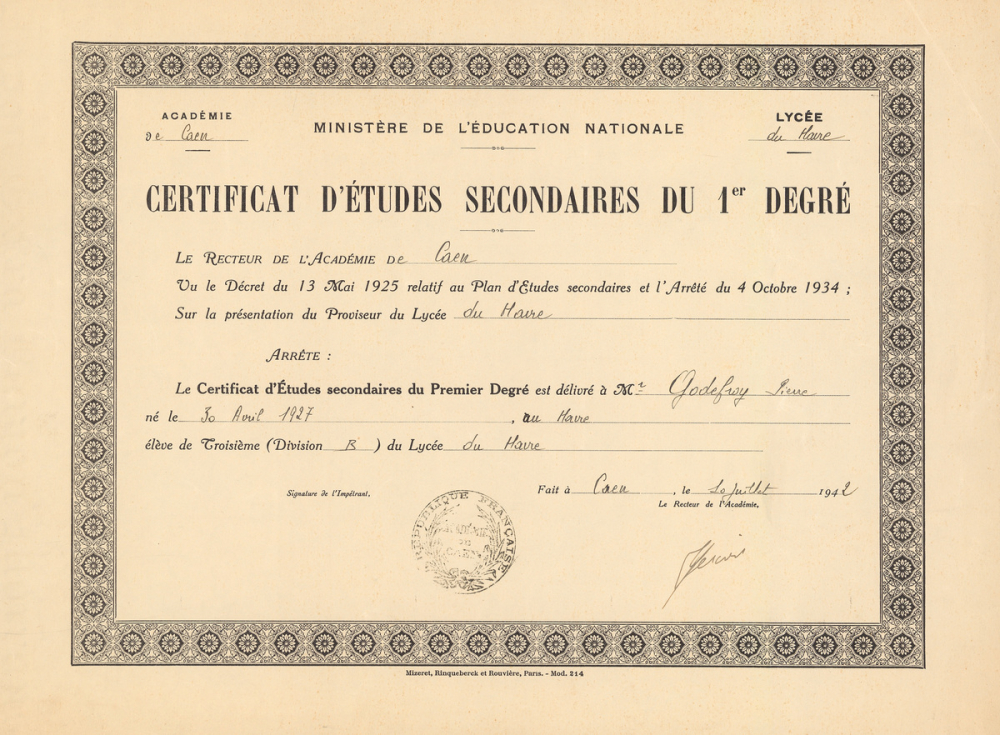 ACADÉMIE
de Caen
MINISTÈRE DE L'ÉDUCATION NATIONALE
LYCÉE
du Havre
CERTIFICAT D'ÉTUDES SECONDAIRES DU 1er DEGRÉ
LE RECTEUR DE L'ACADÉMIE De Caen
Vu le Décret du 13 Mai 1925 relatif au Plan d'Etudes secondaires et l'Arrêté du 4 Octobre 1934 ;
Sur la présentation du Proviseur du Lycée du Havre
ARRÊTE :
Le Certificat d'Études secondaires du Premier Degré est délivré à Mr Godefroy Pierre
né le 30 Avril 1927, au Havre
élève de Troisième (Division B) du Lycée du Havre
Fait à Caen, le 10 Juillet 1942
Signature de l'Impétrant.
Le Recteur de l'Académie,
RÉPUBLIQUE FRANÇAISE
ACADÉMIE
DE
CAEN
Mizeret, Rinqueberck et Rouvière, Paris. - Mod. 214